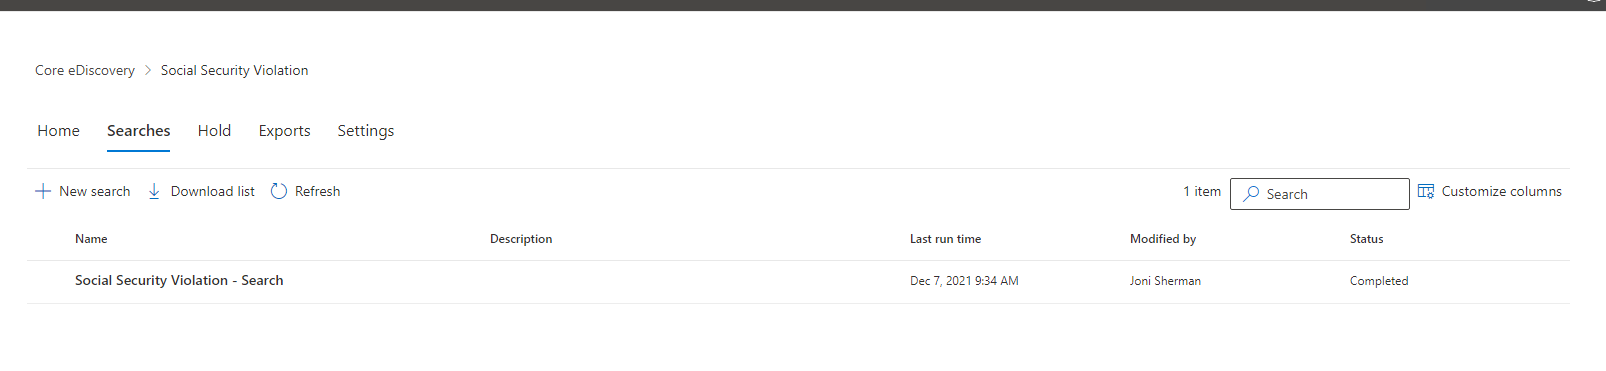 Core eDiscovery > Social Security Violation
Home Searches Hold Exports Settings
New search Download list Refresh 1 item Search Customize columns
Name Description Last run time Modified by Status
Social Security Violation - Search Dec 7, 2021 9:34 AM Joni Sherman Completed